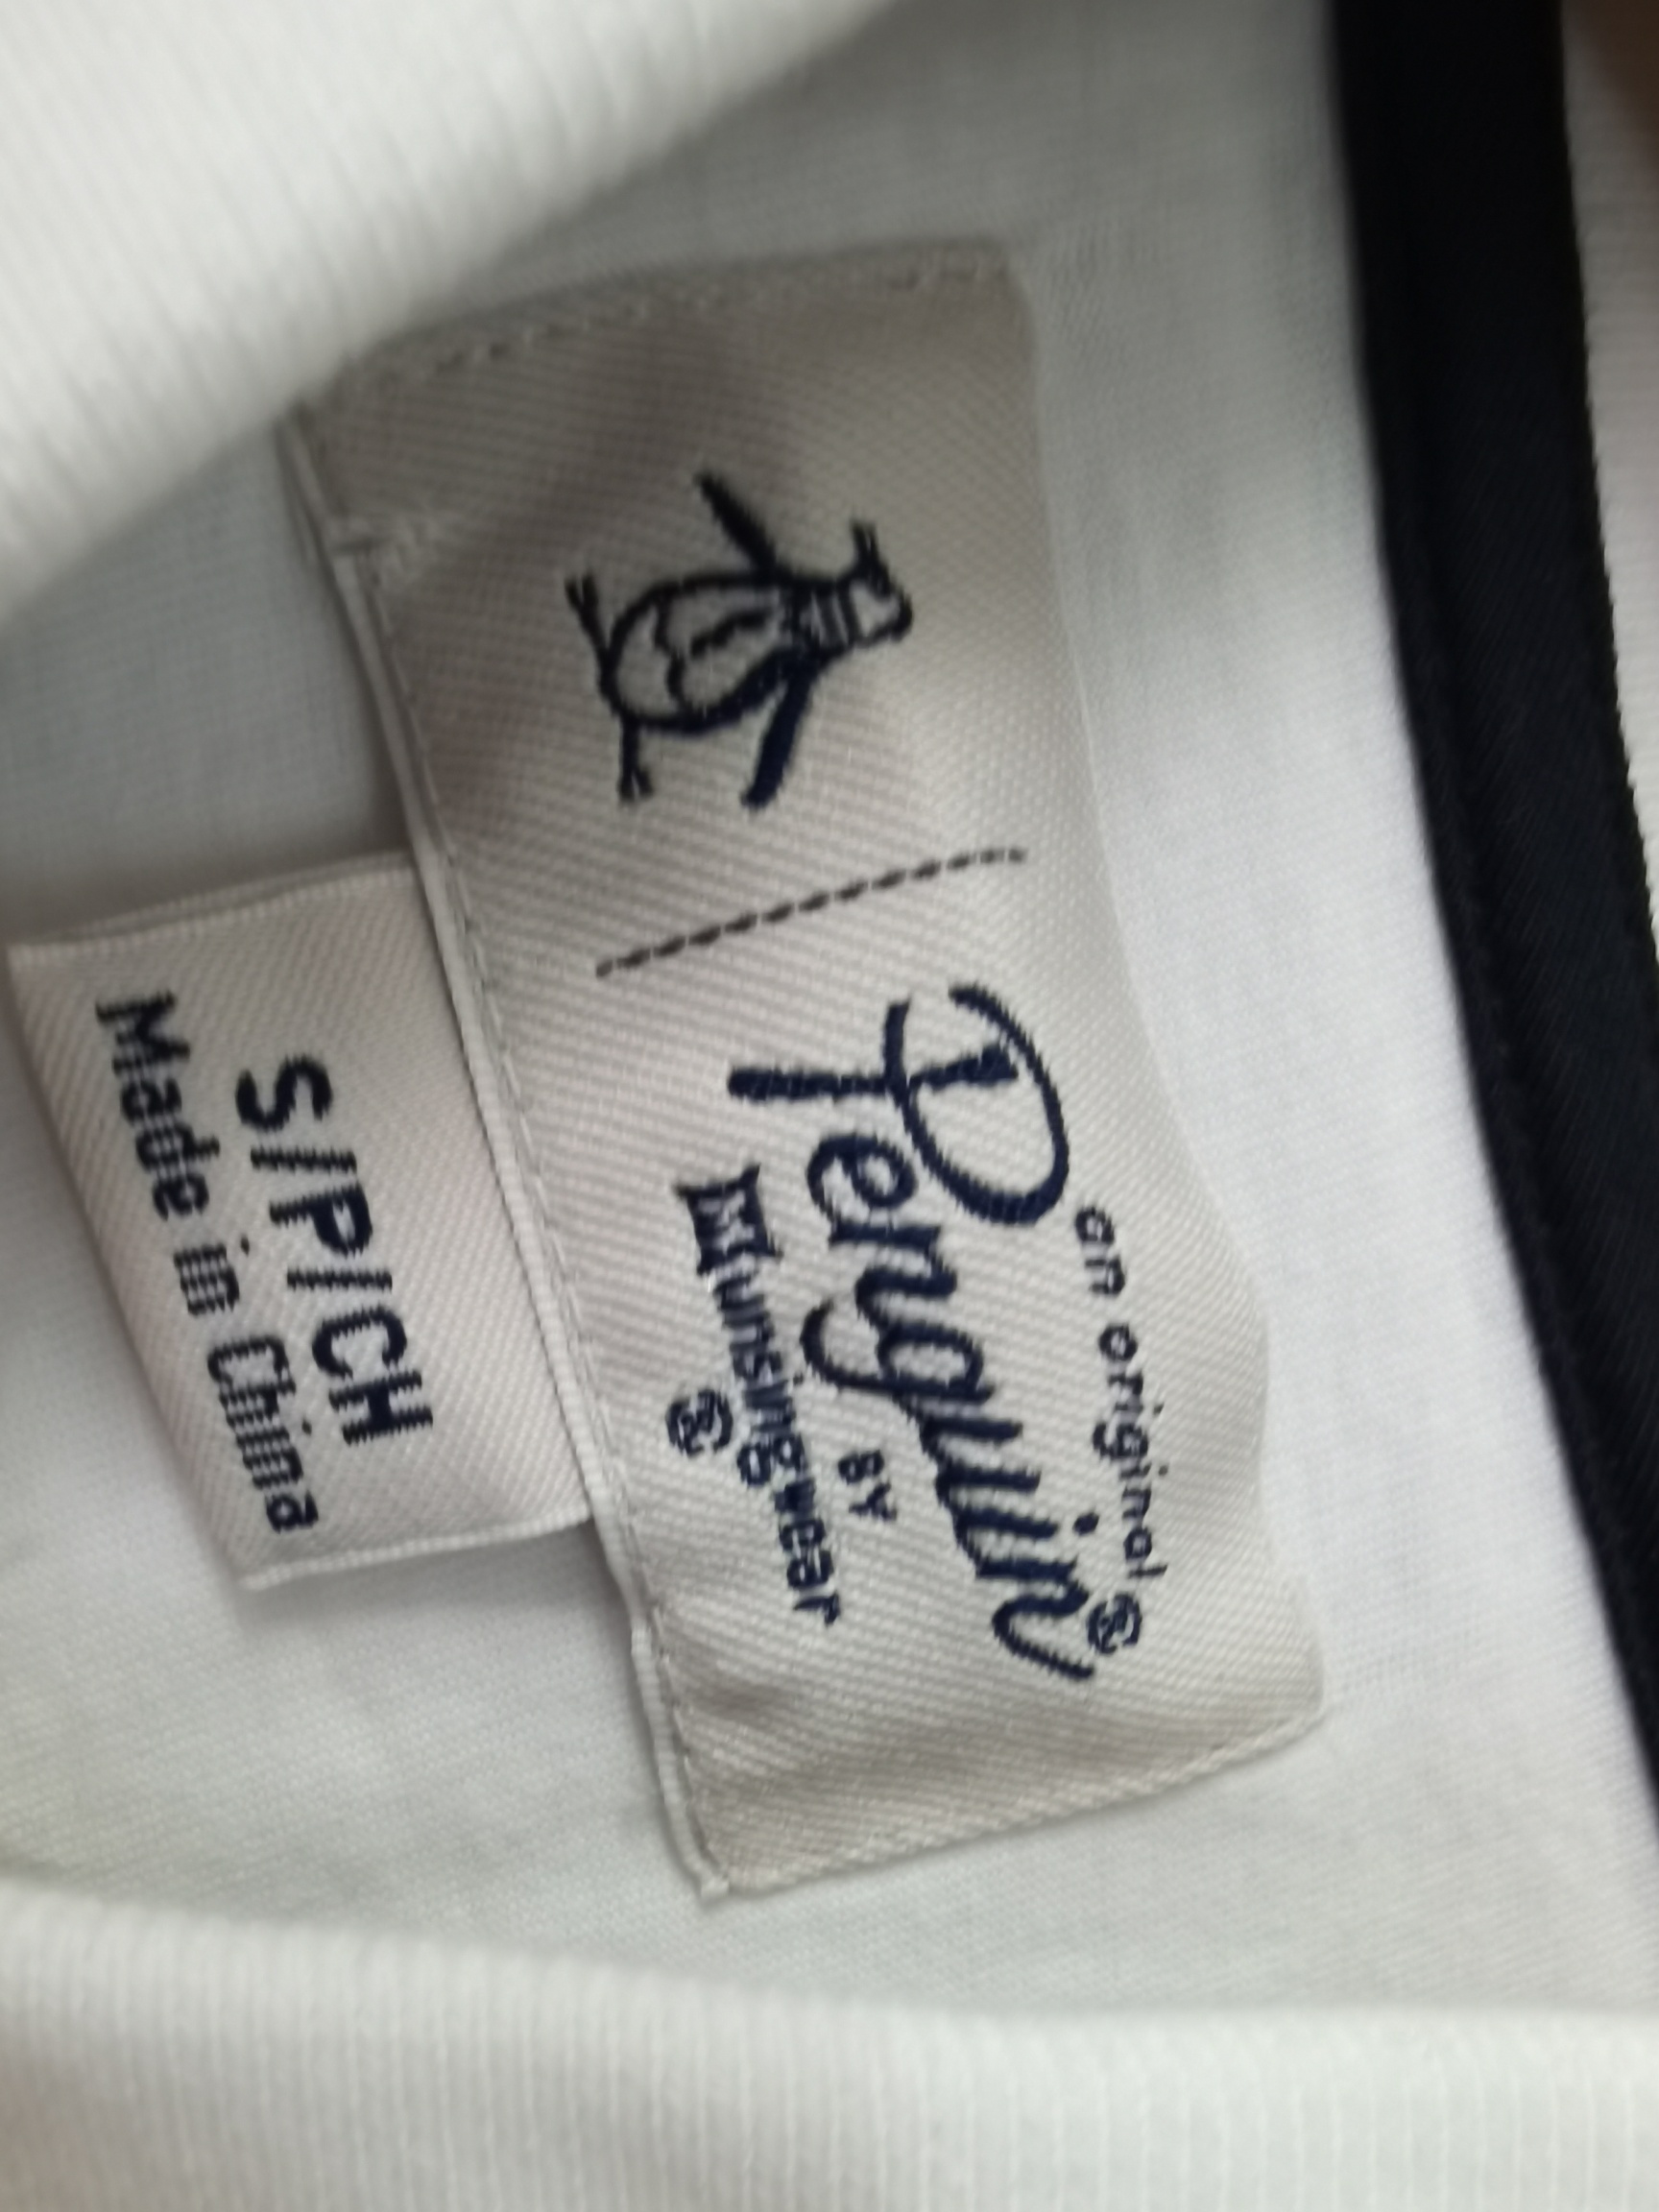 an original ®
Penguin
BY
Munsingwear
®
S/P/CH
Made in China